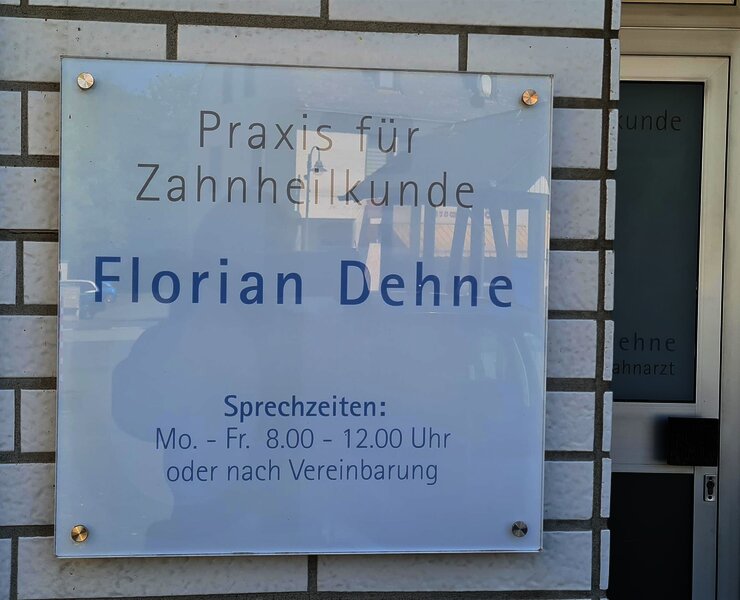 Praxis für
Zahnheilkunde
Florian Dehne
Sprechzeiten:
Mo. - Fr. 8.00 - 12.00 Uhr
oder nach Vereinbarung
kunde
ehne
ahnarzt